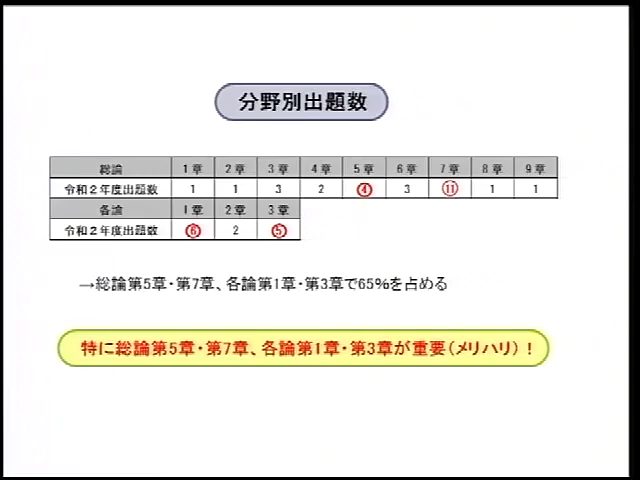 分野別出題数
総論 1章 2章 3章 4章 5章 6章 7章 8章 9章
令和2年度出題数 1 1 3 2 ④ 3 ⑪ 1 1
各論 1章 2章 3章
令和2年度出題数 ⑥ 2 ⑤
→総論第5章・第7章、各論第1章・第3章で65%を占める
特に総論第5章・第7章、各論第1章・第3章が重要(メリハリ)！